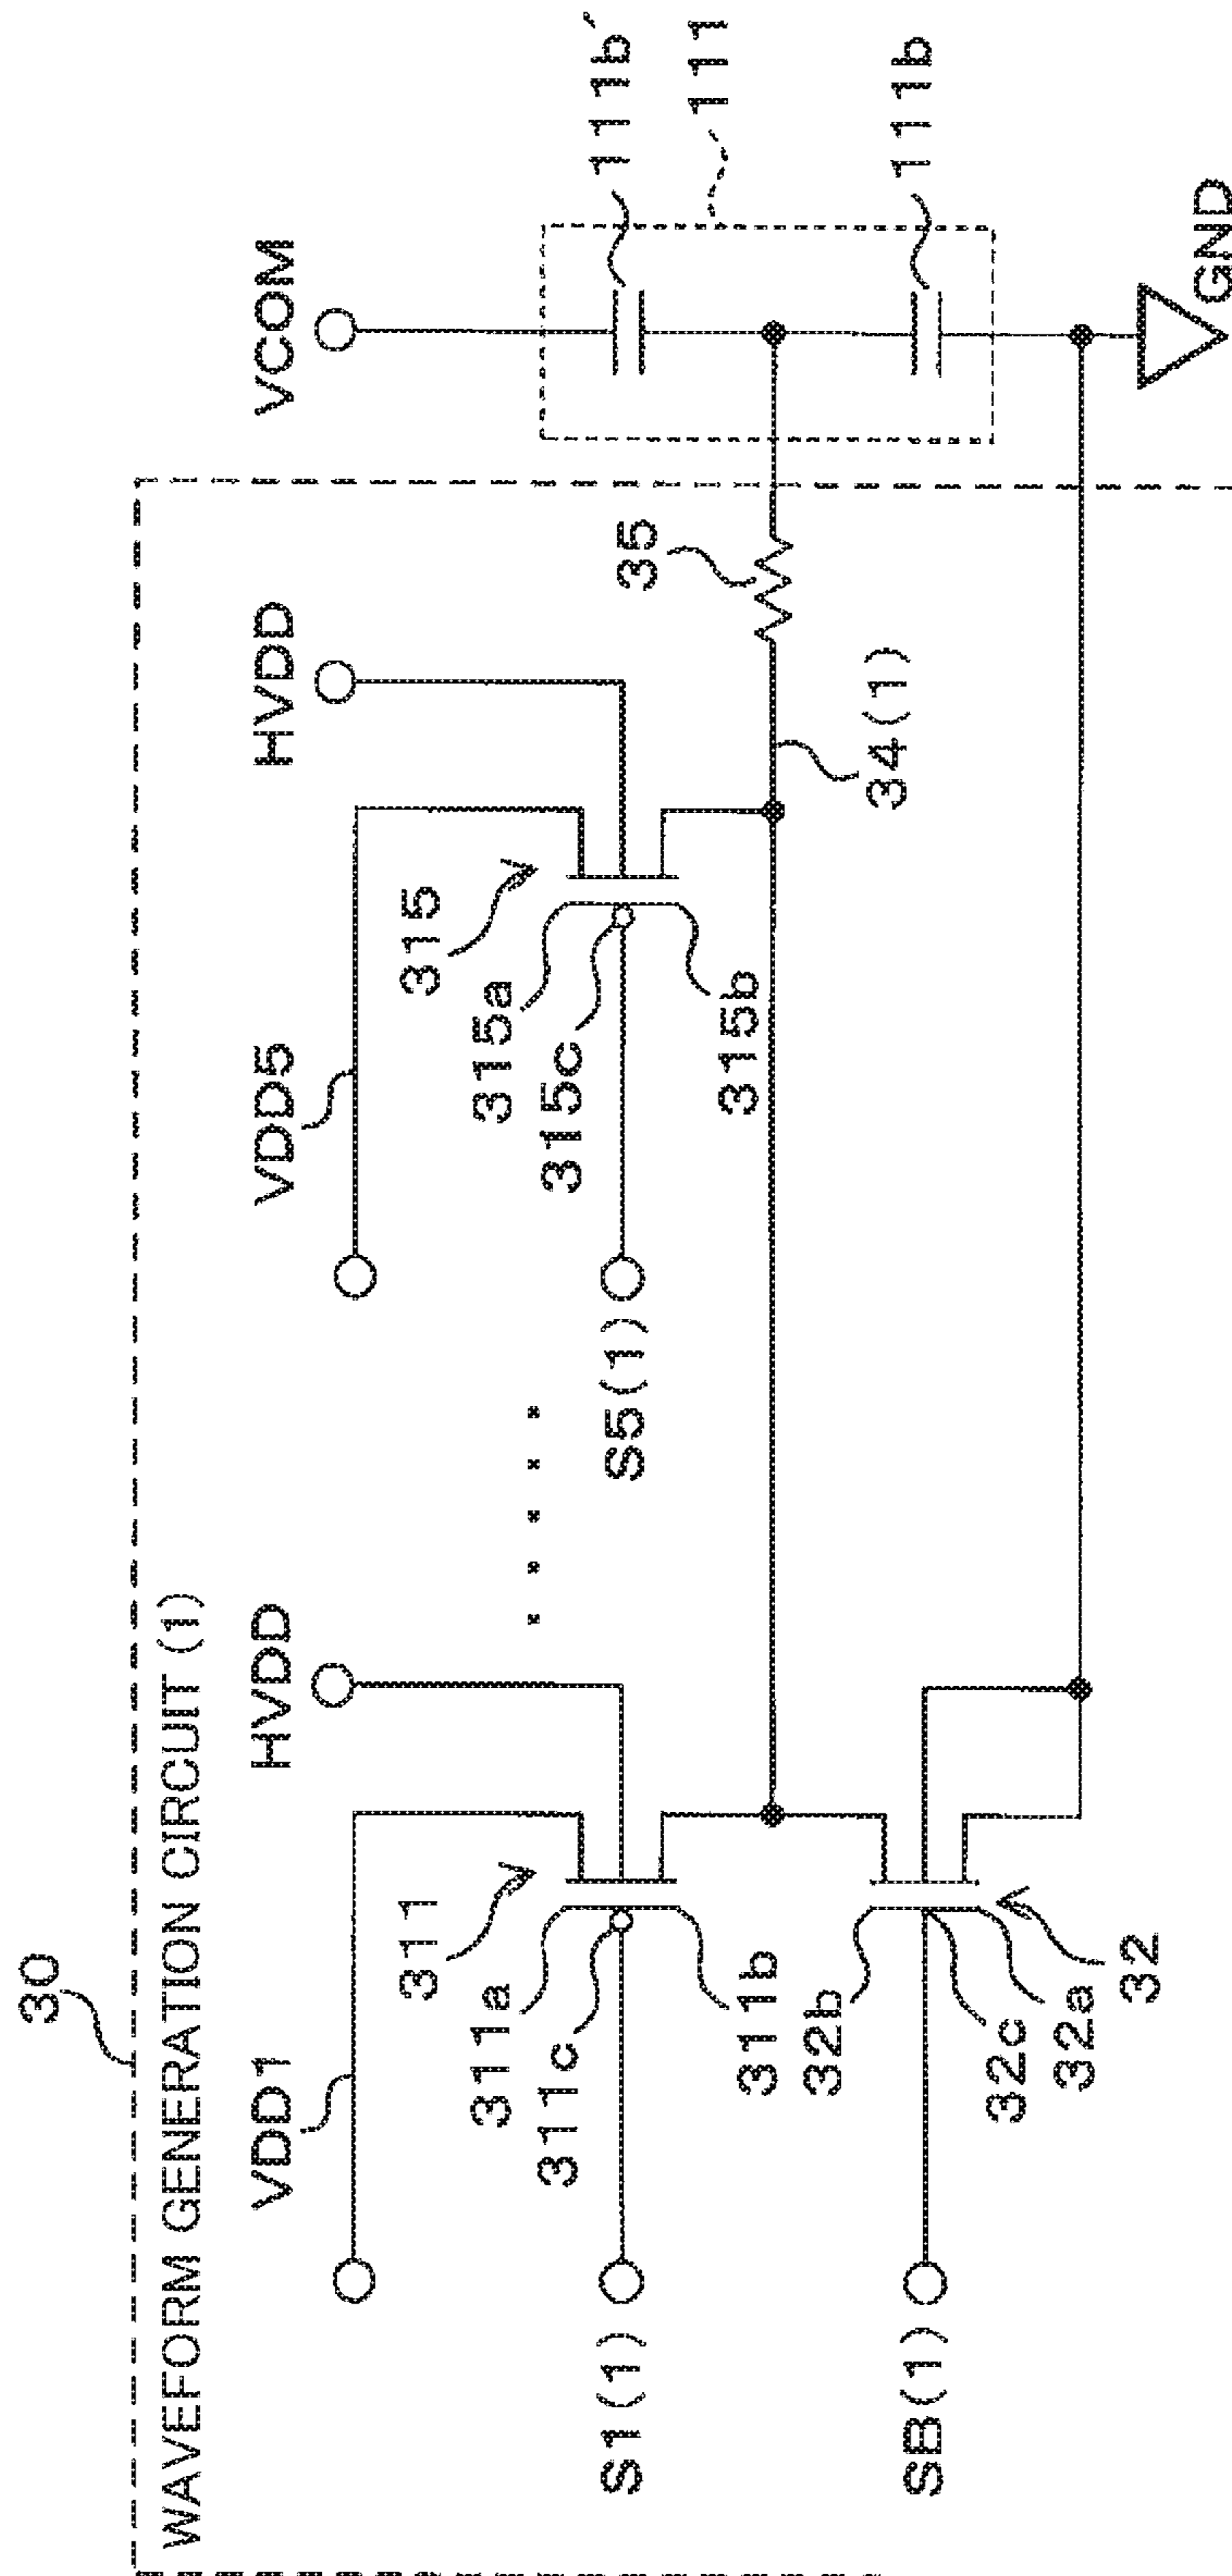 30
WAVEFORM GENERATION CIRCUIT (1)
VDD1
HVDD
VDD5
HVDD
VCOM
311
311a
311c
311b
315
315a
315c
315b
35
34(1)
111b′
111
111b
S1(1)
S5(1)
SB(1)
32b
32c
32a
32
GND